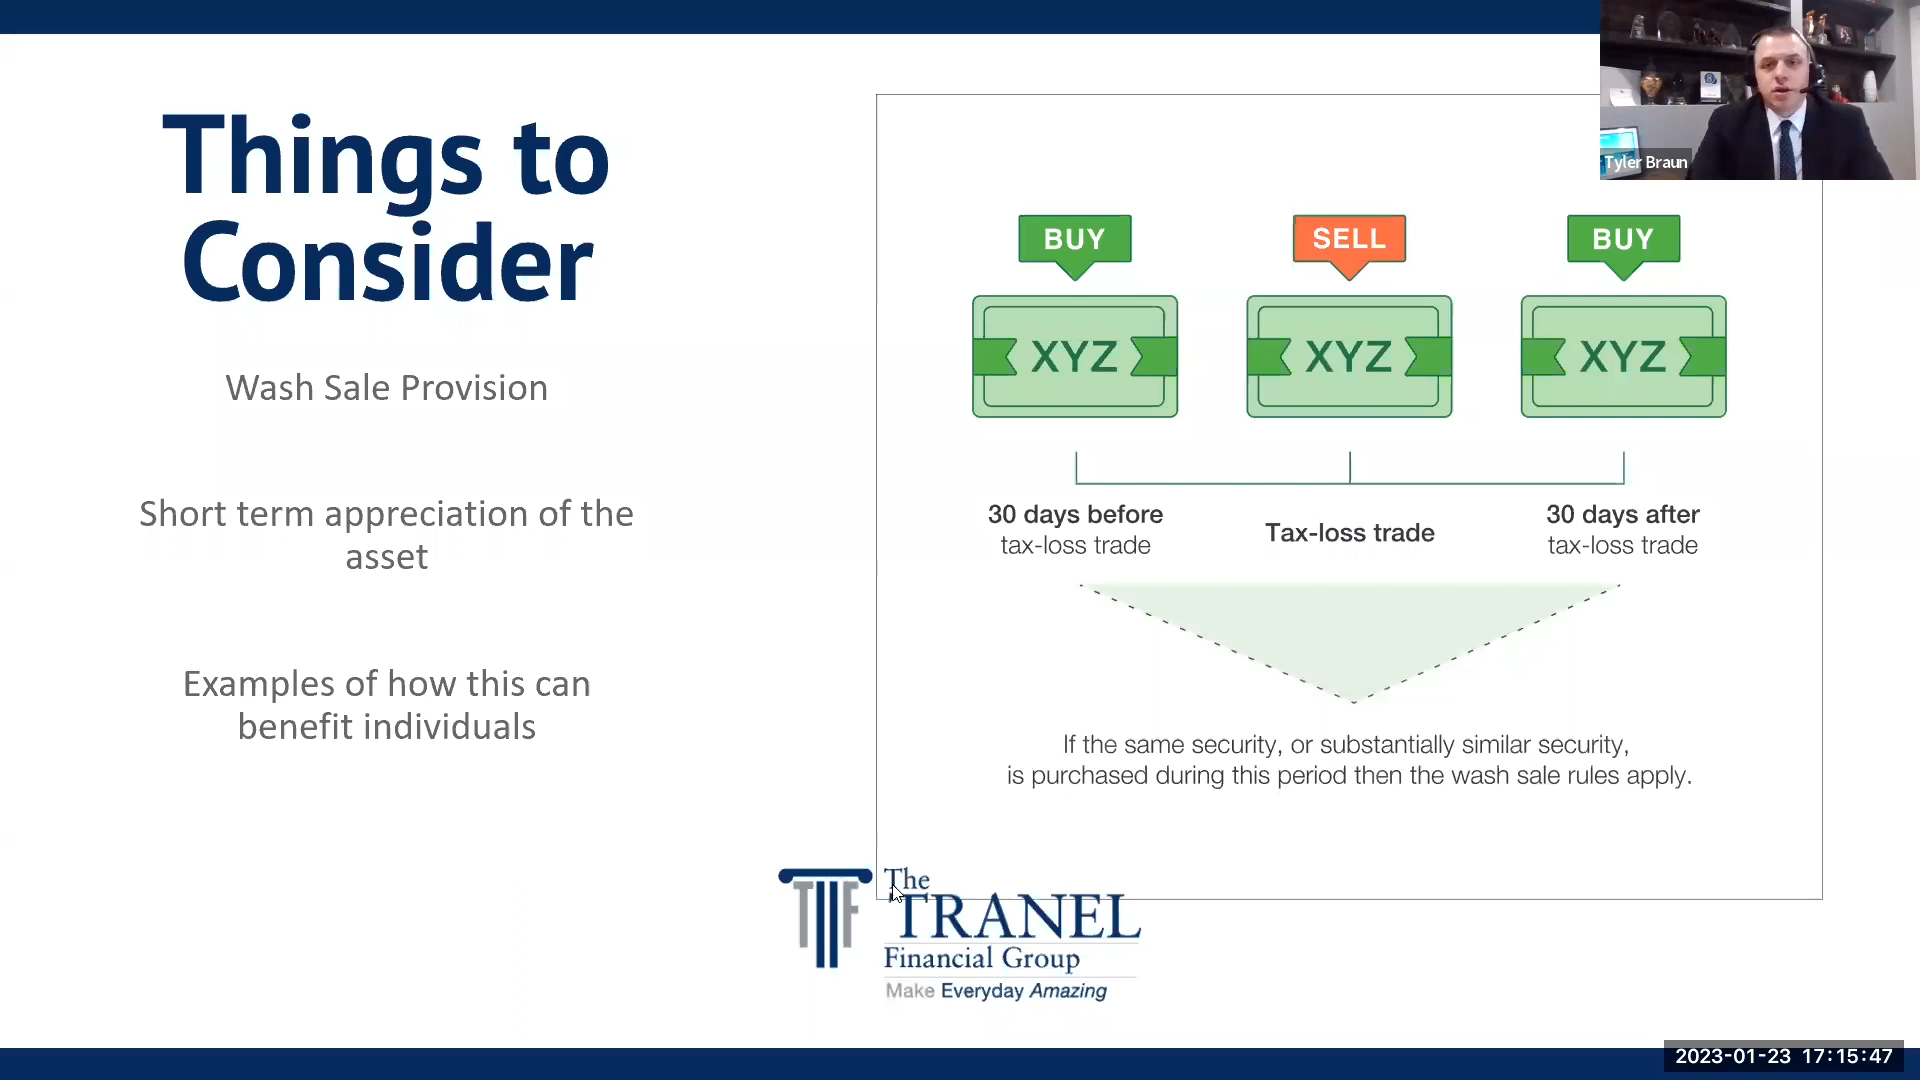 Things to
Consider
Wash Sale Provision
Short term appreciation of the
asset
Examples of how this can
benefit individuals
Tyler Braun
BUY
SELL
BUY
XYZ
XYZ
XYZ
30 days before
tax-loss trade
Tax-loss trade
30 days after
tax-loss trade
If the same security, or substantially similar security,
is purchased during this period then the wash sale rules apply.
TF
The
TRANEL
Financial Group
Make Everyday Amazing
2023-01-23 17:15:47